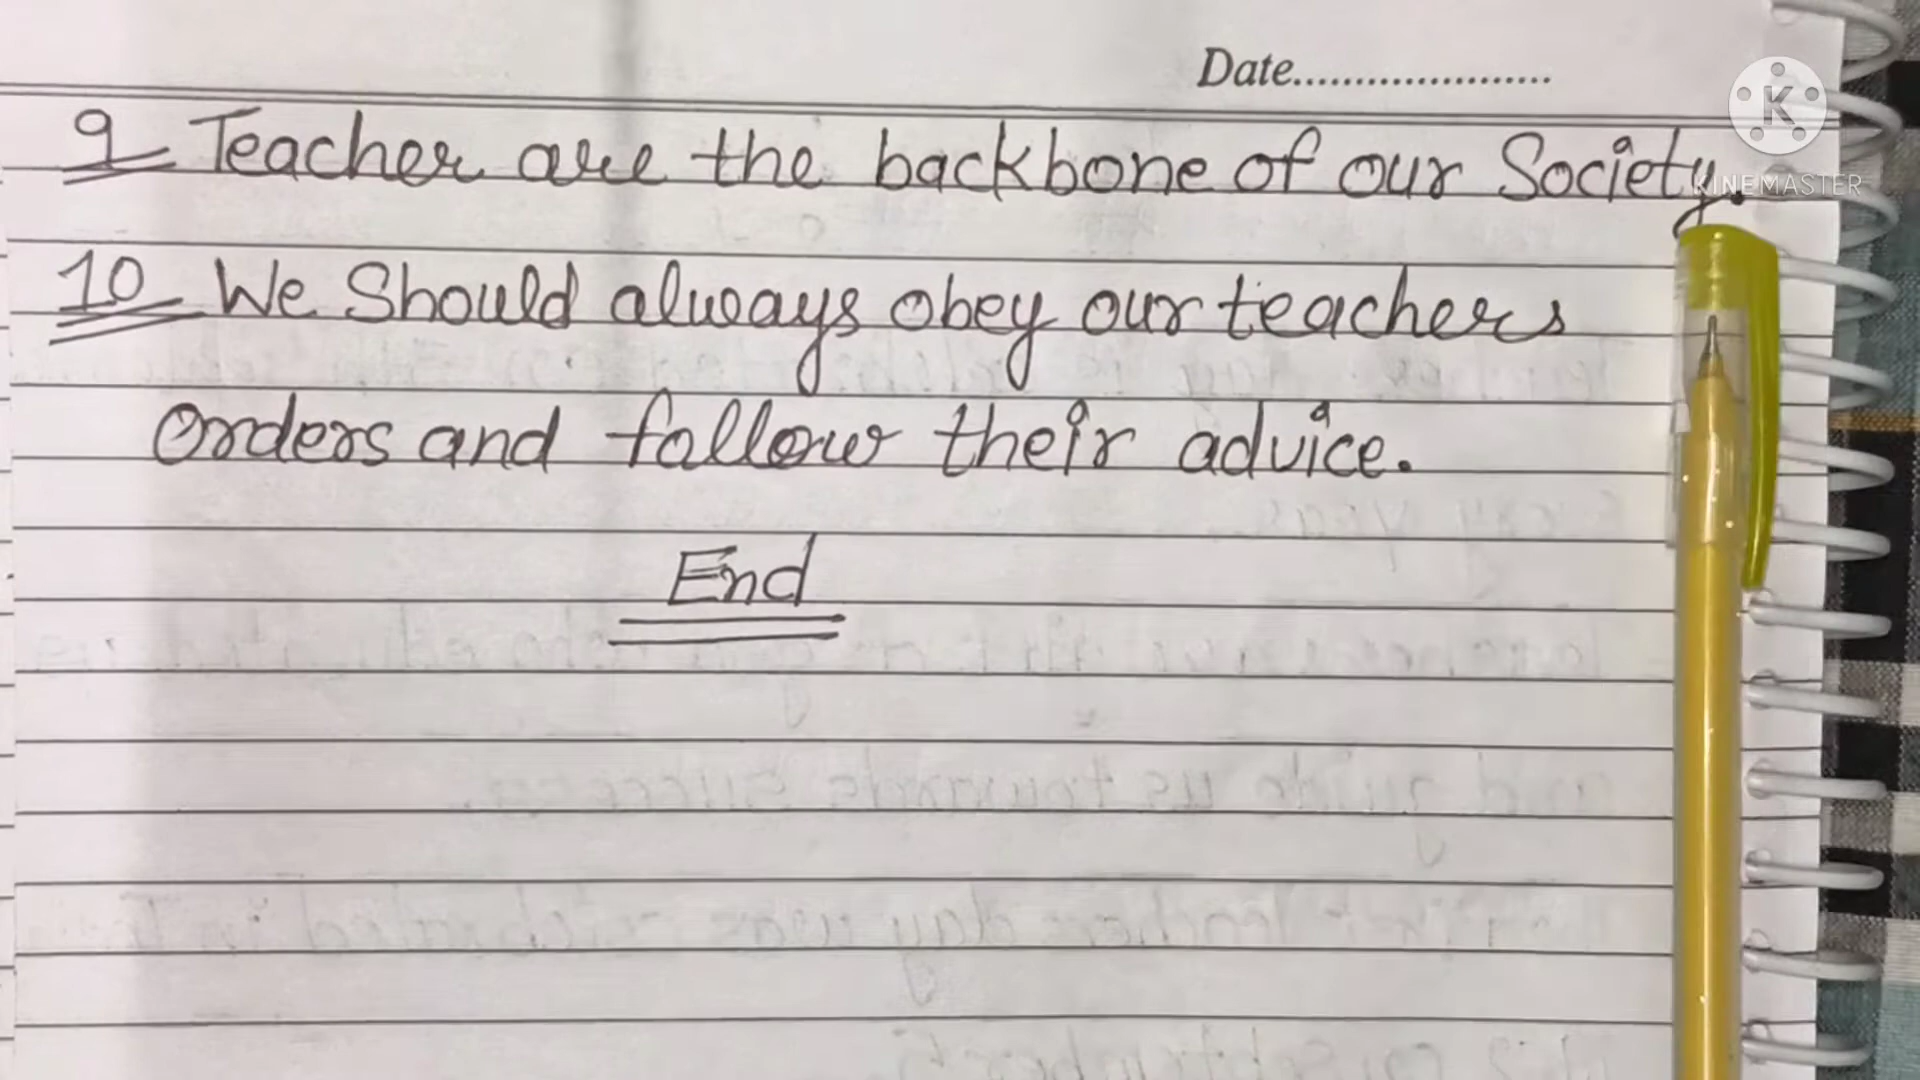 Date......................
9 Teacher are the backbone of our Society.
KINEMASTER
10 We Should always obey our teachers
orders and follow their advice.
End